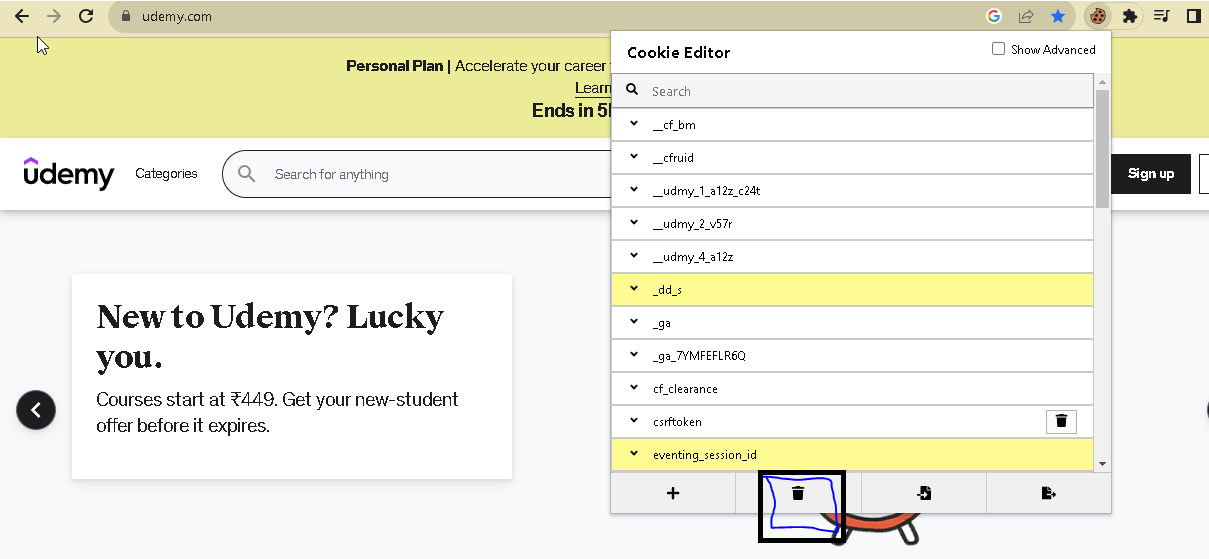 udemy.com
Cookie Editor
Show Advanced
Personal Plan | Accelerate your career
Learn
Ends in 5
Search
__cf_bm
__cfruid
__udmy_1_a12z_c24t
__udmy_2_v57r
__udmy_4_a12z
_dd_s
_ga
_ga_7YMFEFLR6Q
cf_clearance
csrftoken
eventing_session_id
udemy
Categories
Search for anything
Sign up
New to Udemy? Lucky
you.
Courses start at ₹449. Get your new-student
offer before it expires.